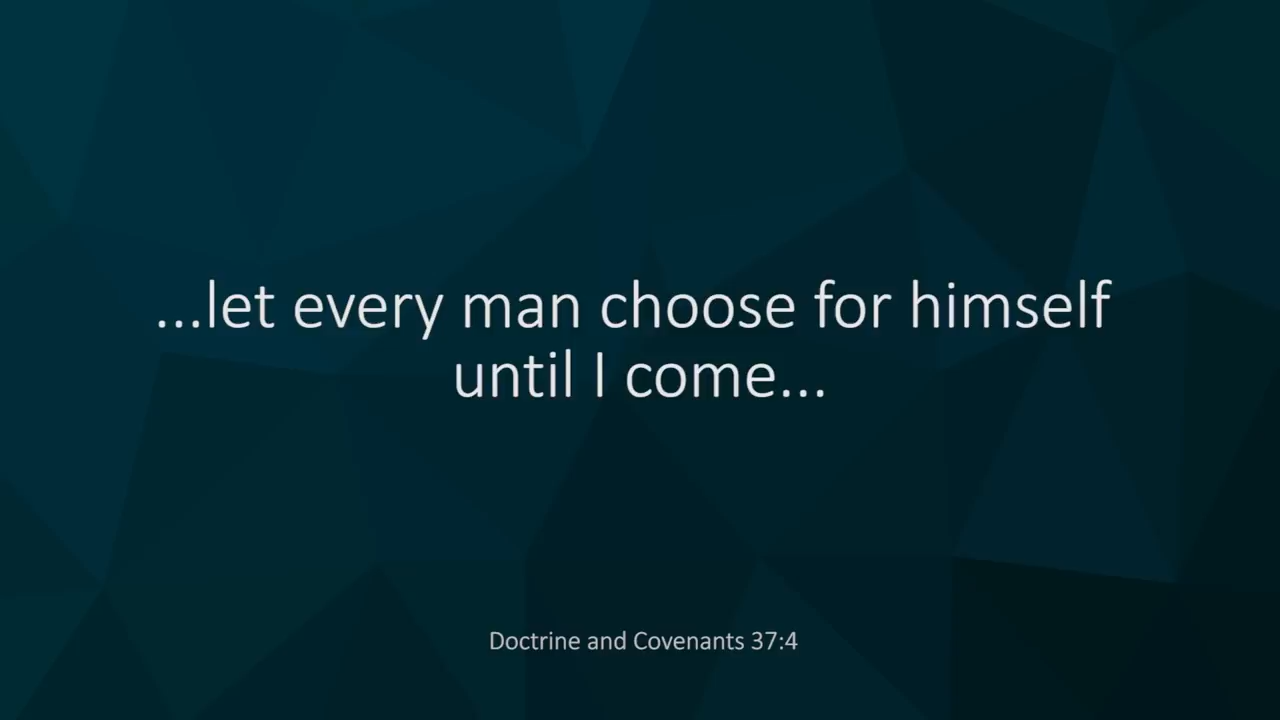 ...let every man choose for himself
until I come...
Doctrine and Covenants 37:4